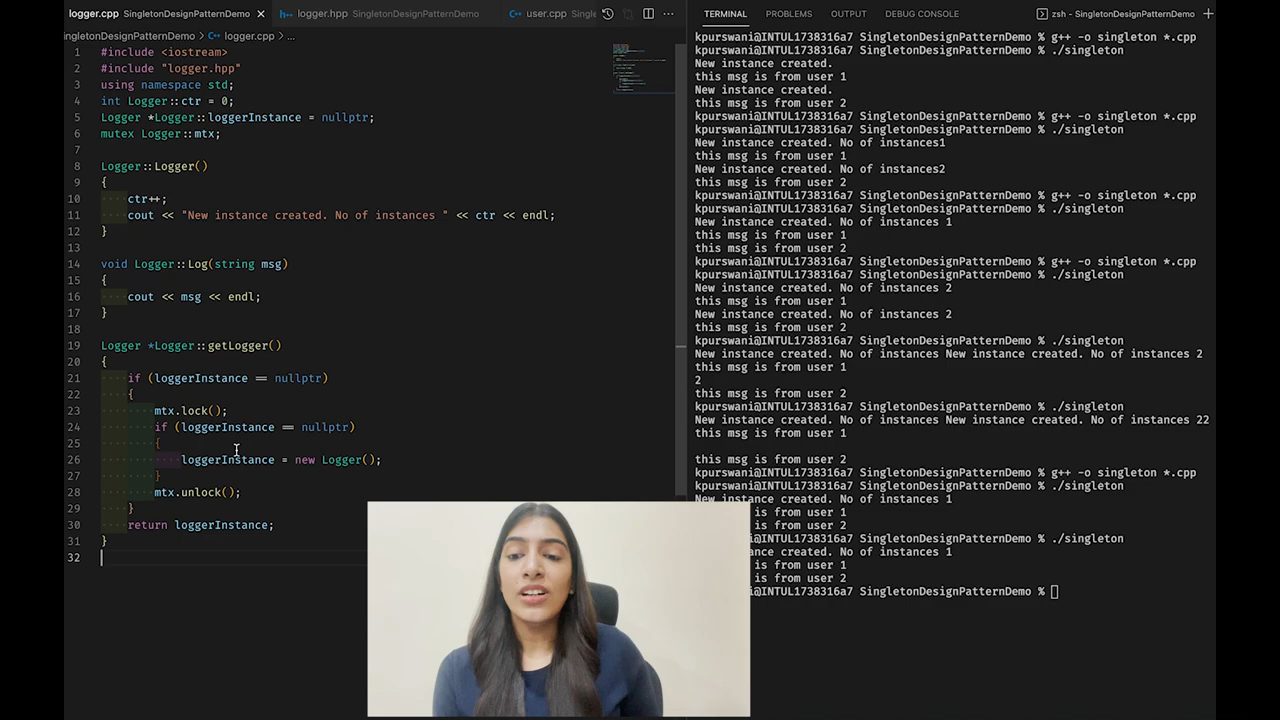 logger.cpp SingletonDesignPatternDemo
logger.hpp SingletonDesignPatternDemo
user.cpp
ingletonDesignPatternDemo > logger.cpp > ...
1 #include <iostream>
2 #include "logger.hpp"
3 using namespace std;
4 int Logger::ctr = 0;
5 Logger *Logger::loggerInstance = nullptr;
6 mutex Logger::mtx;
7
8 Logger::Logger()
9 {
10 ctr++;
11 cout << "New instance created. No of instances " << ctr << endl;
12 }
13
14 void Logger::Log(string msg)
15 {
16 cout << msg << endl;
17 }
18
19 Logger *Logger::getLogger()
20 {
21 if (loggerInstance == nullptr)
22 {
23 mtx.lock();
24 if (loggerInstance == nullptr)
25 {
26 loggerInstance = new Logger();
27 }
28 mtx.unlock();
29 }
30 return loggerInstance;
31 }
32
TERMINAL PROBLEMS OUTPUT DEBUG CONSOLE
zsh - SingletonDesignPatternDemo
kpurswani@INTUL1738316a7 SingletonDesignPatternDemo % g++ -o singleton *.cpp
kpurswani@INTUL1738316a7 SingletonDesignPatternDemo % ./singleton
New instance created.
this msg is from user 1
New instance created.
this msg is from user 2
kpurswani@INTUL1738316a7 SingletonDesignPatternDemo % g++ -o singleton *.cpp
kpurswani@INTUL1738316a7 SingletonDesignPatternDemo % ./singleton
New instance created. No of instances1
this msg is from user 1
New instance created. No of instances2
this msg is from user 2
kpurswani@INTUL1738316a7 SingletonDesignPatternDemo % g++ -o singleton *.cpp
kpurswani@INTUL1738316a7 SingletonDesignPatternDemo % ./singleton
New instance created. No of instances 1
this msg is from user 1
this msg is from user 2
kpurswani@INTUL1738316a7 SingletonDesignPatternDemo % g++ -o singleton *.cpp
kpurswani@INTUL1738316a7 SingletonDesignPatternDemo % ./singleton
New instance created. No of instances 2
this msg is from user 1
New instance created. No of instances 2
this msg is from user 2
kpurswani@INTUL1738316a7 SingletonDesignPatternDemo % ./singleton
New instance created. No of instances New instance created. No of instances 2
this msg is from user 1
2
this msg is from user 2
kpurswani@INTUL1738316a7 SingletonDesignPatternDemo % ./singleton
New instance created. No of instances New instance created. No of instances 22
this msg is from user 1
this msg is from user 2
kpurswani@INTUL1738316a7 SingletonDesignPatternDemo % g++ -o singleton *.cpp
kpurswani@INTUL1738316a7 SingletonDesignPatternDemo % ./singleton
New instance created. No of instances 1
is from user 1
is from user 2
i@INTUL1738316a7 SingletonDesignPatternDemo % ./singleton
ance created. No of instances 1
is from user 1
is from user 2
i@INTUL1738316a7 SingletonDesignPatternDemo %